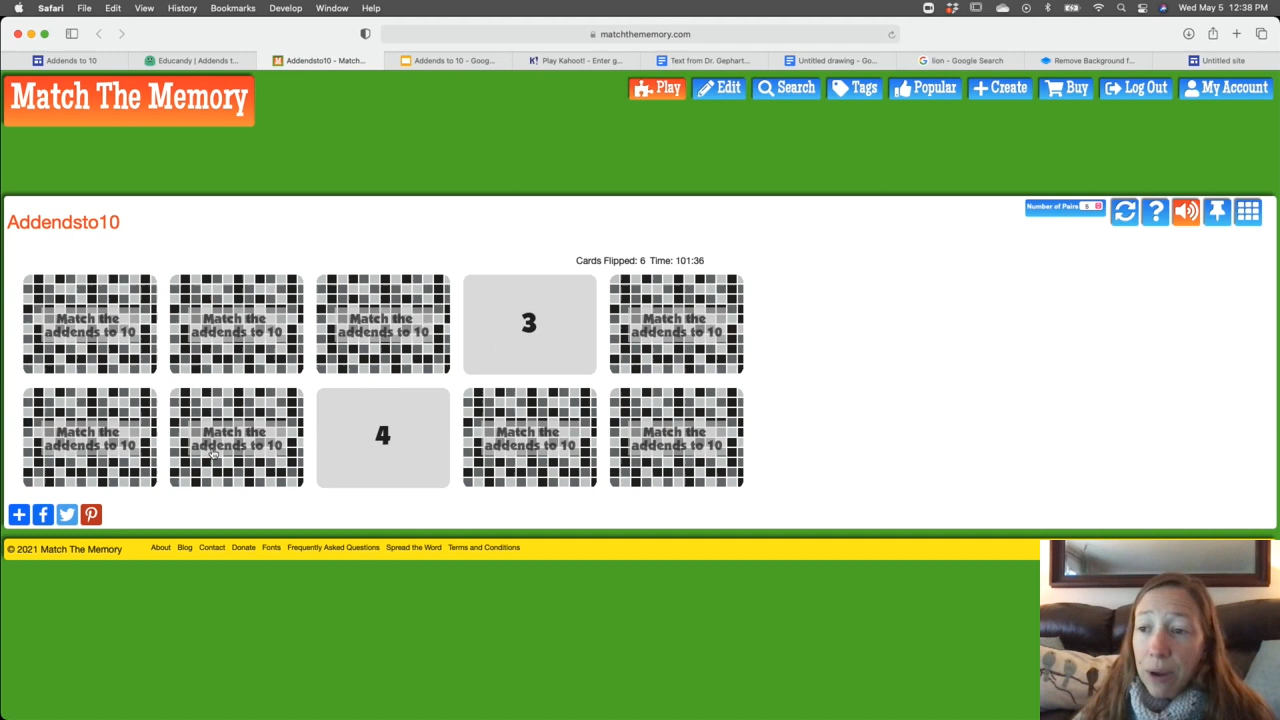 Safari File Edit View History Bookmarks Develop Window Help Wed May 5 12:38 PM
matchthememory.com
Addends to 10 Educandy | Addends t... Addendsto10 - Match... Addends to 10 - Goog... Play Kahoot! - Enter g... Text from Dr. Gephart... Untitled drawing - Go... lion - Google Search Remove Background f... Untitled site
Match The Memory Play Edit Search Tags Popular Create Buy Log Out My Account
Number of Pairs 5
Addendsto10
Cards Flipped: 6 Time: 101:36
Match the addends to 10
Match the addends to 10
Match the addends to 10
3
Match the addends to 10
Match the addends to 10
Match the addends to 10
4
Match the addends to 10
Match the addends to 10
© 2021 Match The Memory About Blog Contact Donate Fonts Frequently Asked Questions Spread the Word Terms and Conditions